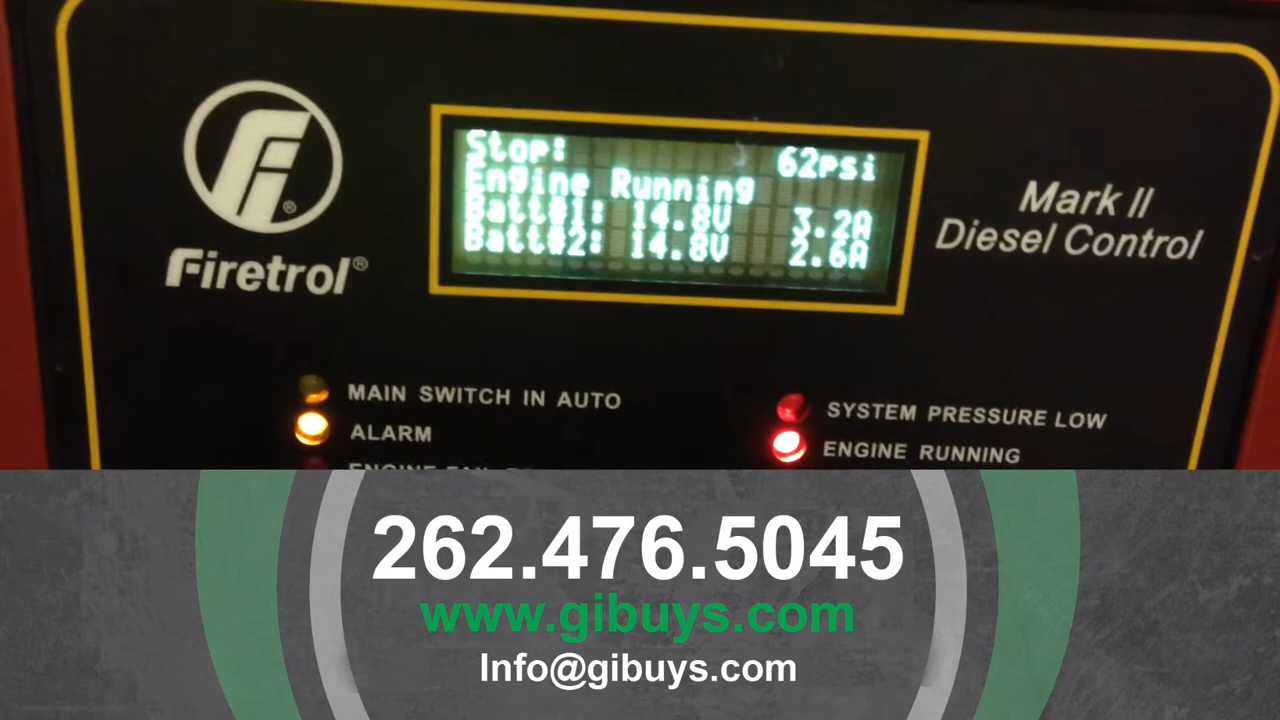 Stop: 62psi
Engine Running
Batt#1: 14.8V 3.2A
Batt#2: 14.8V 2.6A
Fi®
Firetrol®
Mark II
Diesel Control
MAIN SWITCH IN AUTO
ALARM
SYSTEM PRESSURE LOW
ENGINE RUNNING
262.476.5045
www.gibuys.com
Info@gibuys.com